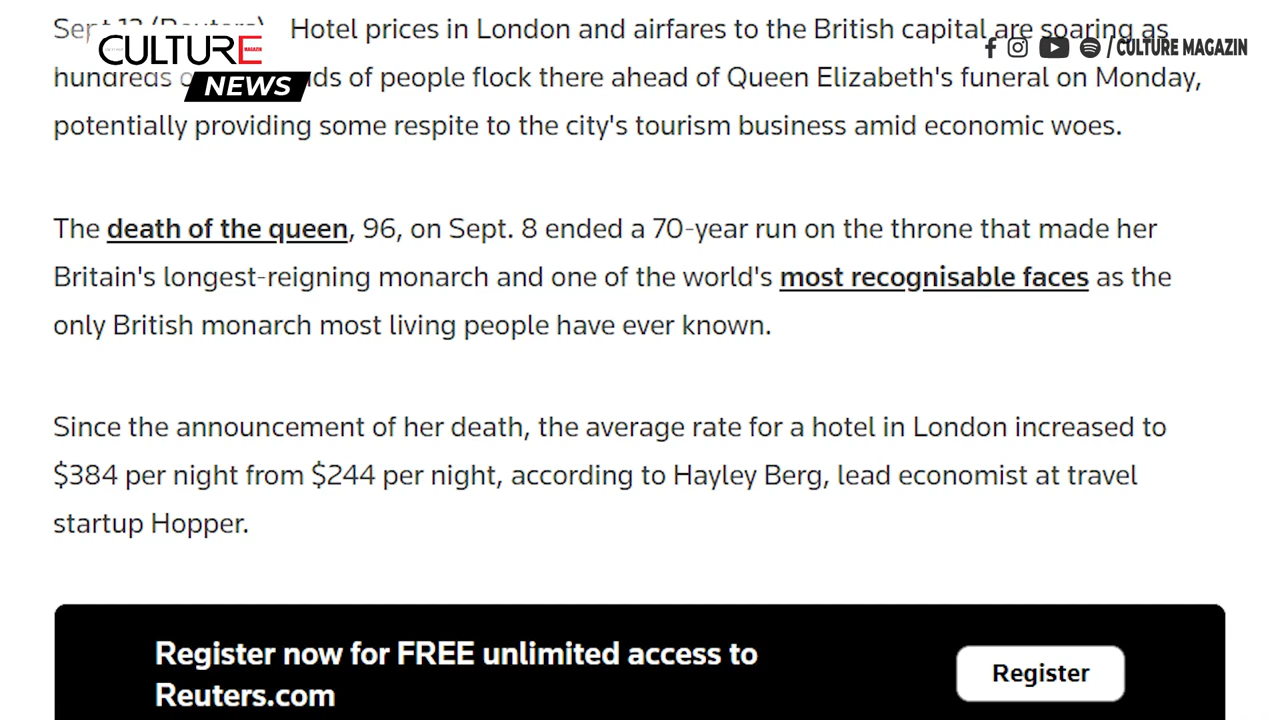 Hotel prices in London and airfares to the British capital are soaring as
CULTURE
MAGAZIN
/ CULTURE MAGAZIN
hundreds of people flock there ahead of Queen Elizabeth's funeral on Monday,
NEWS
potentially providing some respite to the city's tourism business amid economic woes.
The death of the queen, 96, on Sept. 8 ended a 70-year run on the throne that made her
Britain's longest-reigning monarch and one of the world's most recognisable faces as the
only British monarch most living people have ever known.
Since the announcement of her death, the average rate for a hotel in London increased to
$384 per night from $244 per night, according to Hayley Berg, lead economist at travel
startup Hopper.
Register now for FREE unlimited access to
Reuters.com
Register